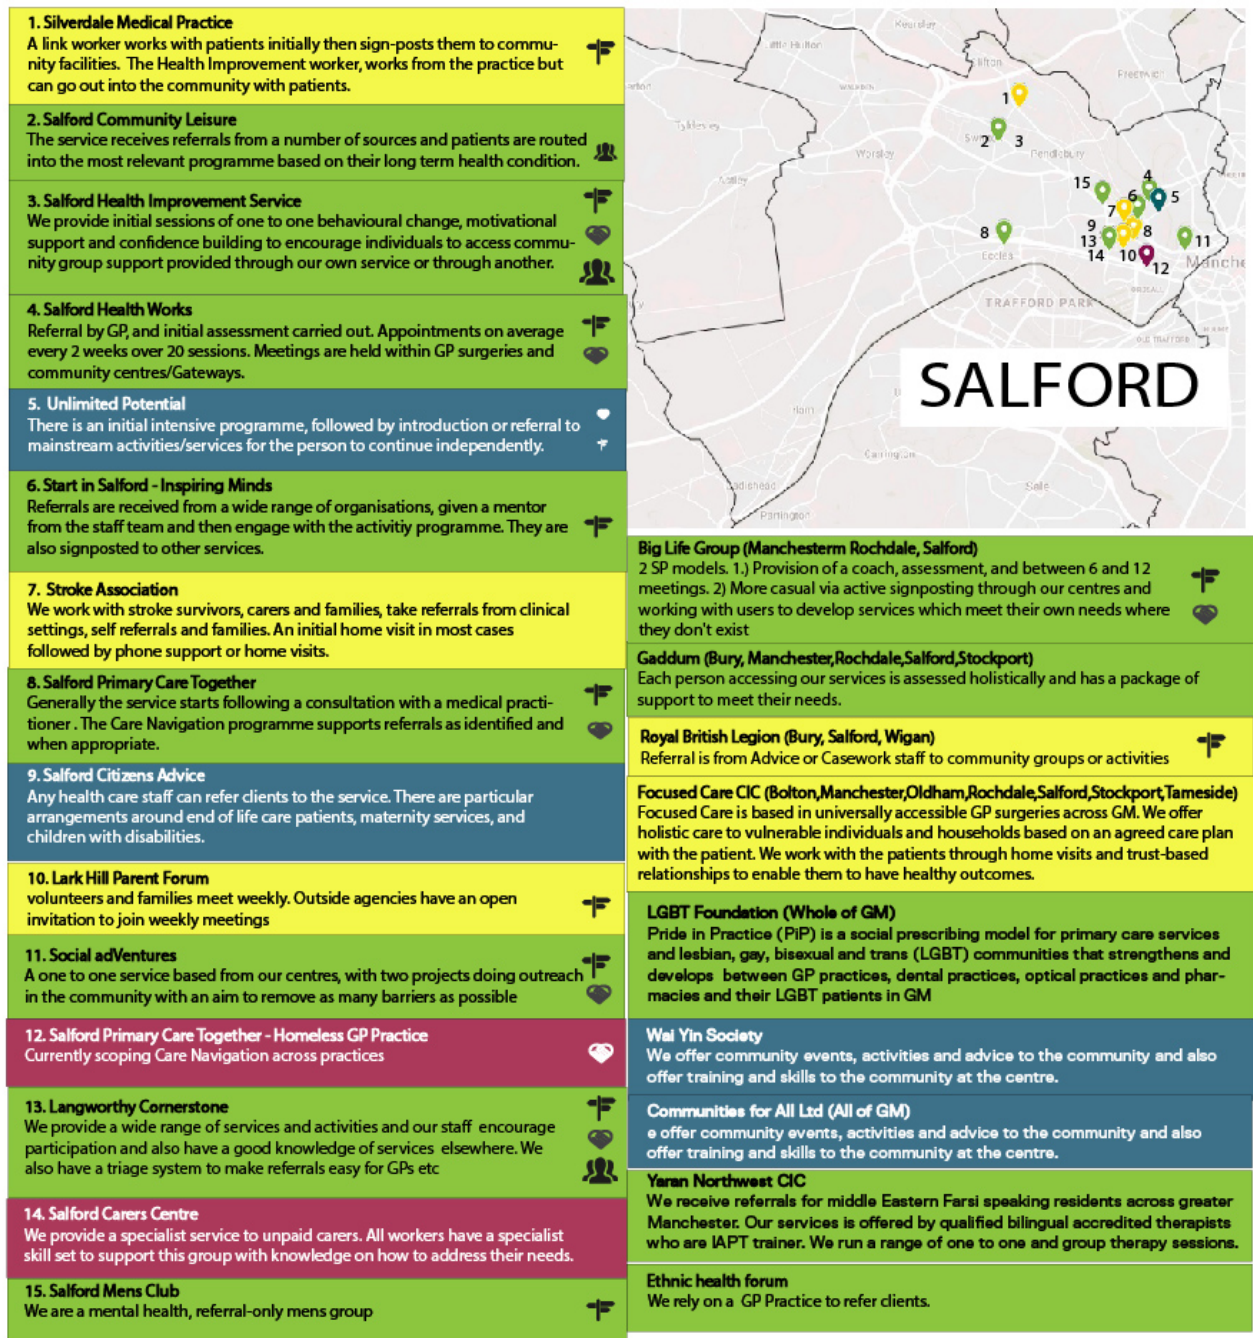 1. Silverdale Medical Practice
A link worker works with patients initially then sign-posts them to commu-
nity facilities. The Health Improvement worker, works from the practice but
can go out into the community with patients.
2. Salford Community Leisure
The service receives referrals from a number of sources and patients are routed
into the most relevant programme based on their long term health condition.
3. Salford Health Improvement Service
We provide initial sessions of one to one behavioural change, motivational
support and confidence building to encourage individuals to access commu-
nity group support provided through our own service or through another.
4. Salford Health Works
Referral by GP, and initial assessment carried out. Appointments on average
every 2 weeks over 20 sessions. Meetings are held within GP surgeries and
community centres/Gateways.
5. Unlimited Potential
There is an initial intensive programme, followed by introduction or referral to
mainstream activities/services for the person to continue independently.
6. Start in Salford - Inspiring Minds
Referrals are received from a wide range of organisations, given a mentor
from the staff team and then engage with the activitiy programme. They are
also signposted to other services.
7. Stroke Association
We work with stroke survivors, carers and families, take referrals from clinical
settings, self referrals and families. An initial home visit in most cases
followed by phone support or home visits.
8. Salford Primary Care Together
Generally the service starts following a consultation with a medical practi-
tioner . The Care Navigation programme supports referrals as identified and
when appropriate.
9. Salford Citizens Advice
Any health care staff can refer clients to the service. There are particular
arrangements around end of life care patients, maternity services, and
children with disabilities.
10. Lark Hill Parent Forum
volunteers and families meet weekly. Outside agencies have an open
invitation to join weekly meetings
11. Social adVentures
A one to one service based from our centres, with two projects doing outreach
in the community with an aim to remove as many barriers as possible
12. Salford Primary Care Together - Homeless GP Practice
Currently scoping Care Navigation across practices
13. Langworthy Cornerstone
We provide a wide range of services and activities and our staff encourage
participation and also have a good knowledge of services elsewhere. We
also have a triage system to make referrals easy for GPs etc
14. Salford Carers Centre
We provide a specialist service to unpaid carers. All workers have a specialist
skill set to support this group with knowledge on how to address their needs.
15. Salford Mens Club
We are a mental health, referral-only mens group
Kearsley
Little Hulton
Clifton
Prestwich
1
Tyldesley
2
3
Worsley
Pendlebury
15
4
6
5
7
8
9
8
13
11
14
10
12
Eccles
Manche
TRAFFORD PARK
OLD TRAFFORD
SALFORD
Irlam
Carrington
Cadishead
Sale
Partington
Big Life Group (Manchesterm Rochdale, Salford)
2 SP models. 1.) Provision of a coach, assessment, and between 6 and 12
meetings. 2) More casual via active signposting through our centres and
working with users to develop services which meet their own needs where
they don't exist
Gaddum (Bury, Manchester,Rochdale,Salford,Stockport)
Each person accessing our services is assessed holistically and has a package of
support to meet their needs.
Royal British Legion (Bury, Salford, Wigan)
Referral is from Advice or Casework staff to community groups or activities
Focused Care CIC (Bolton,Manchester,Oldham,Rochdale,Salford,Stockport,Tameside)
Focused Care is based in universally accessible GP surgeries across GM. We offer
holistic care to vulnerable individuals and households based on an agreed care plan
with the patient. We work with the patients through home visits and trust-based
relationships to enable them to have healthy outcomes.
LGBT Foundation (Whole of GM)
Pride in Practice (PiP) is a social prescribing model for primary care services
and lesbian, gay, bisexual and trans (LGBT) communities that strengthens and
develops between GP practices, dental practices, optical practices and phar-
macies and their LGBT patients in GM
Wai Yin Society
We offer community events, activities and advice to the community and also
offer training and skills to the community at the centre.
Communities for All Ltd (All of GM)
e offer community events, activities and advice to the community and also
offer training and skills to the community at the centre.
Yaran Northwest CIC
We receive referrals for middle Eastern Farsi speaking residents across greater
Manchester. Our services is offered by qualified bilingual accredited therapists
who are IAPT trainer. We run a range of one to one and group therapy sessions.
Ethnic health forum
We rely on a GP Practice to refer clients.